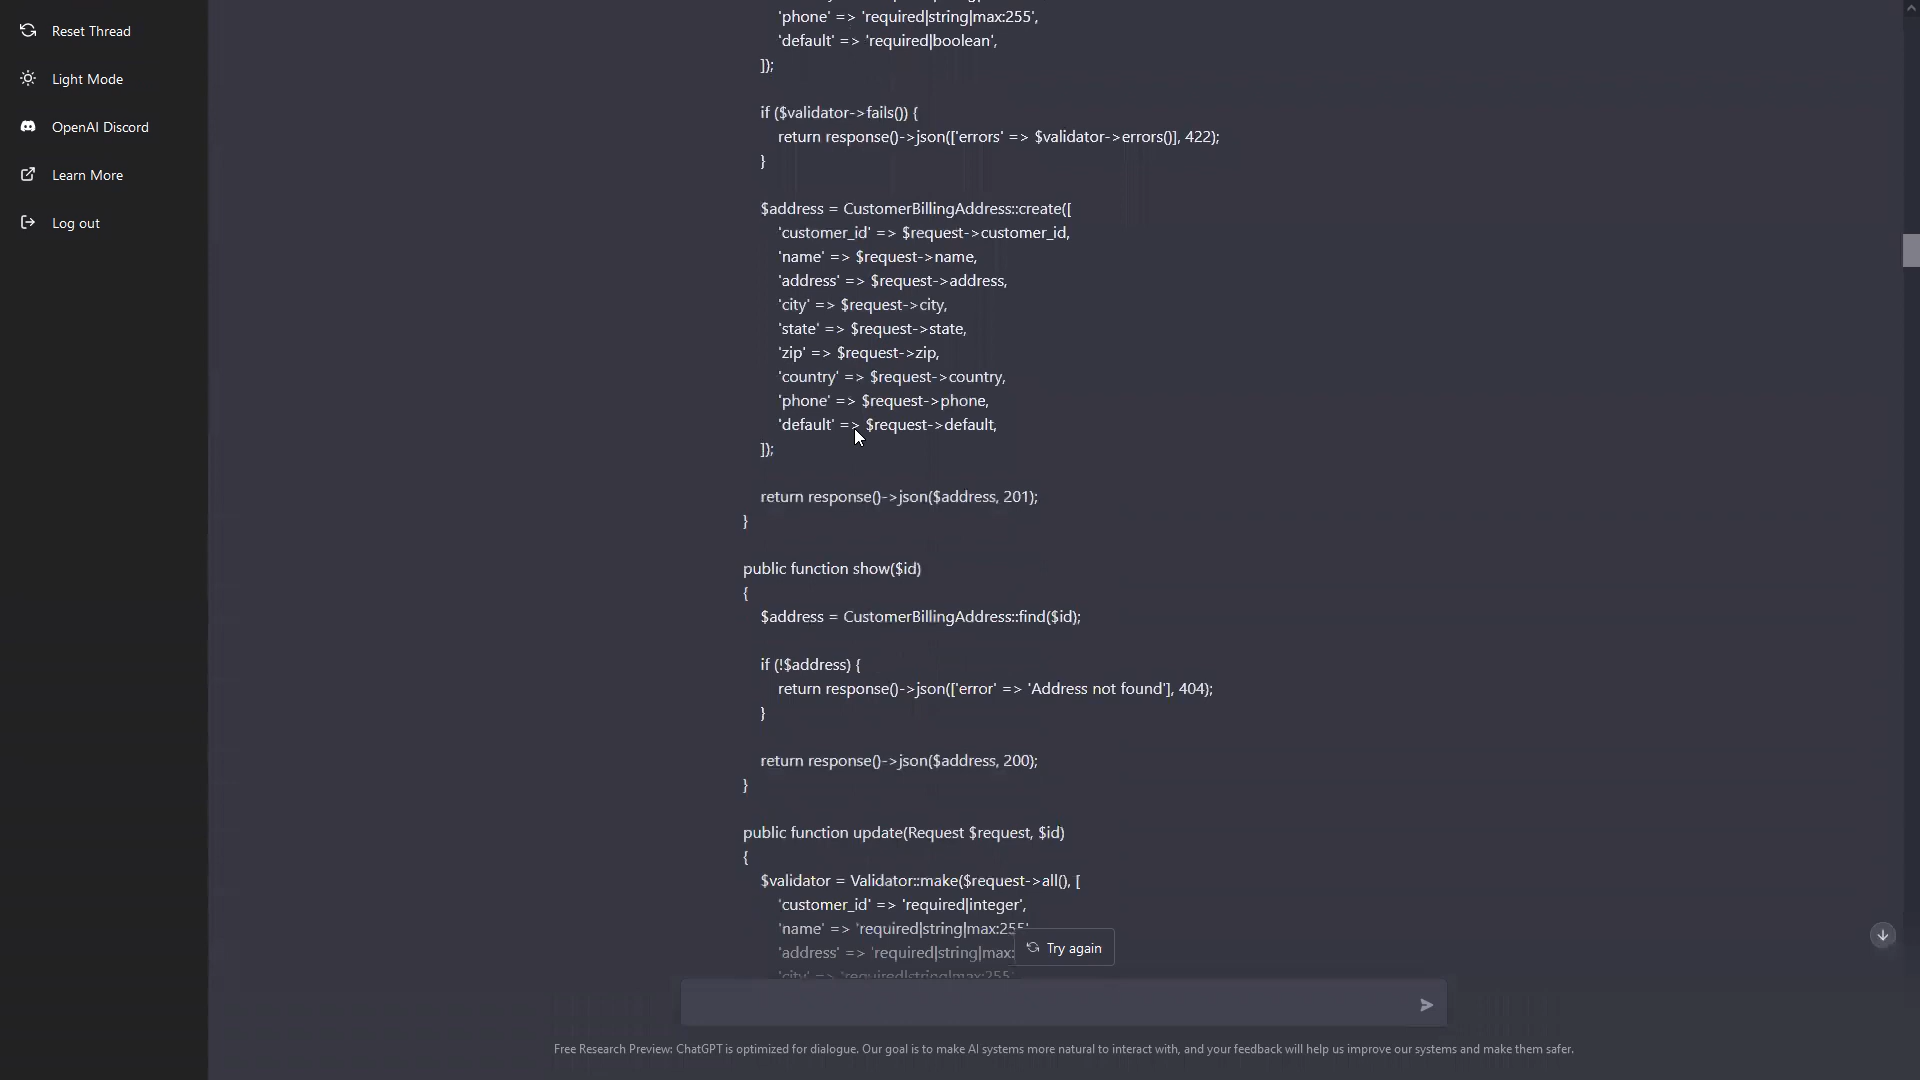 Reset Thread
Light Mode
OpenAI Discord
Learn More
Log out
'phone' => 'required|string|max:255',
'default' => 'required|boolean',
]);
if ($validator->fails()) {
return response()->json(['errors' => $validator->errors()], 422);
}
$address = CustomerBillingAddress::create([
'customer_id' => $request->customer_id,
'name' => $request->name,
'address' => $request->address,
'city' => $request->city,
'state' => $request->state,
'zip' => $request->zip,
'country' => $request->country,
'phone' => $request->phone,
'default' => $request->default,
]);
return response()->json($address, 201);
}
public function show($id)
{
$address = CustomerBillingAddress::find($id);
if (!$address) {
return response()->json(['error' => 'Address not found'], 404);
}
return response()->json($address, 200);
}
public function update(Request $request, $id)
{
$validator = Validator::make($request->all(), [
'customer_id' => 'required|integer',
'name' => 'required|string|max:255'
'address' => 'required|string|max:
'city' => 'required|string|max:255'
Try again
Free Research Preview: ChatGPT is optimized for dialogue. Our goal is to make AI systems more natural to interact with, and your feedback will help us improve our systems and make them safer.